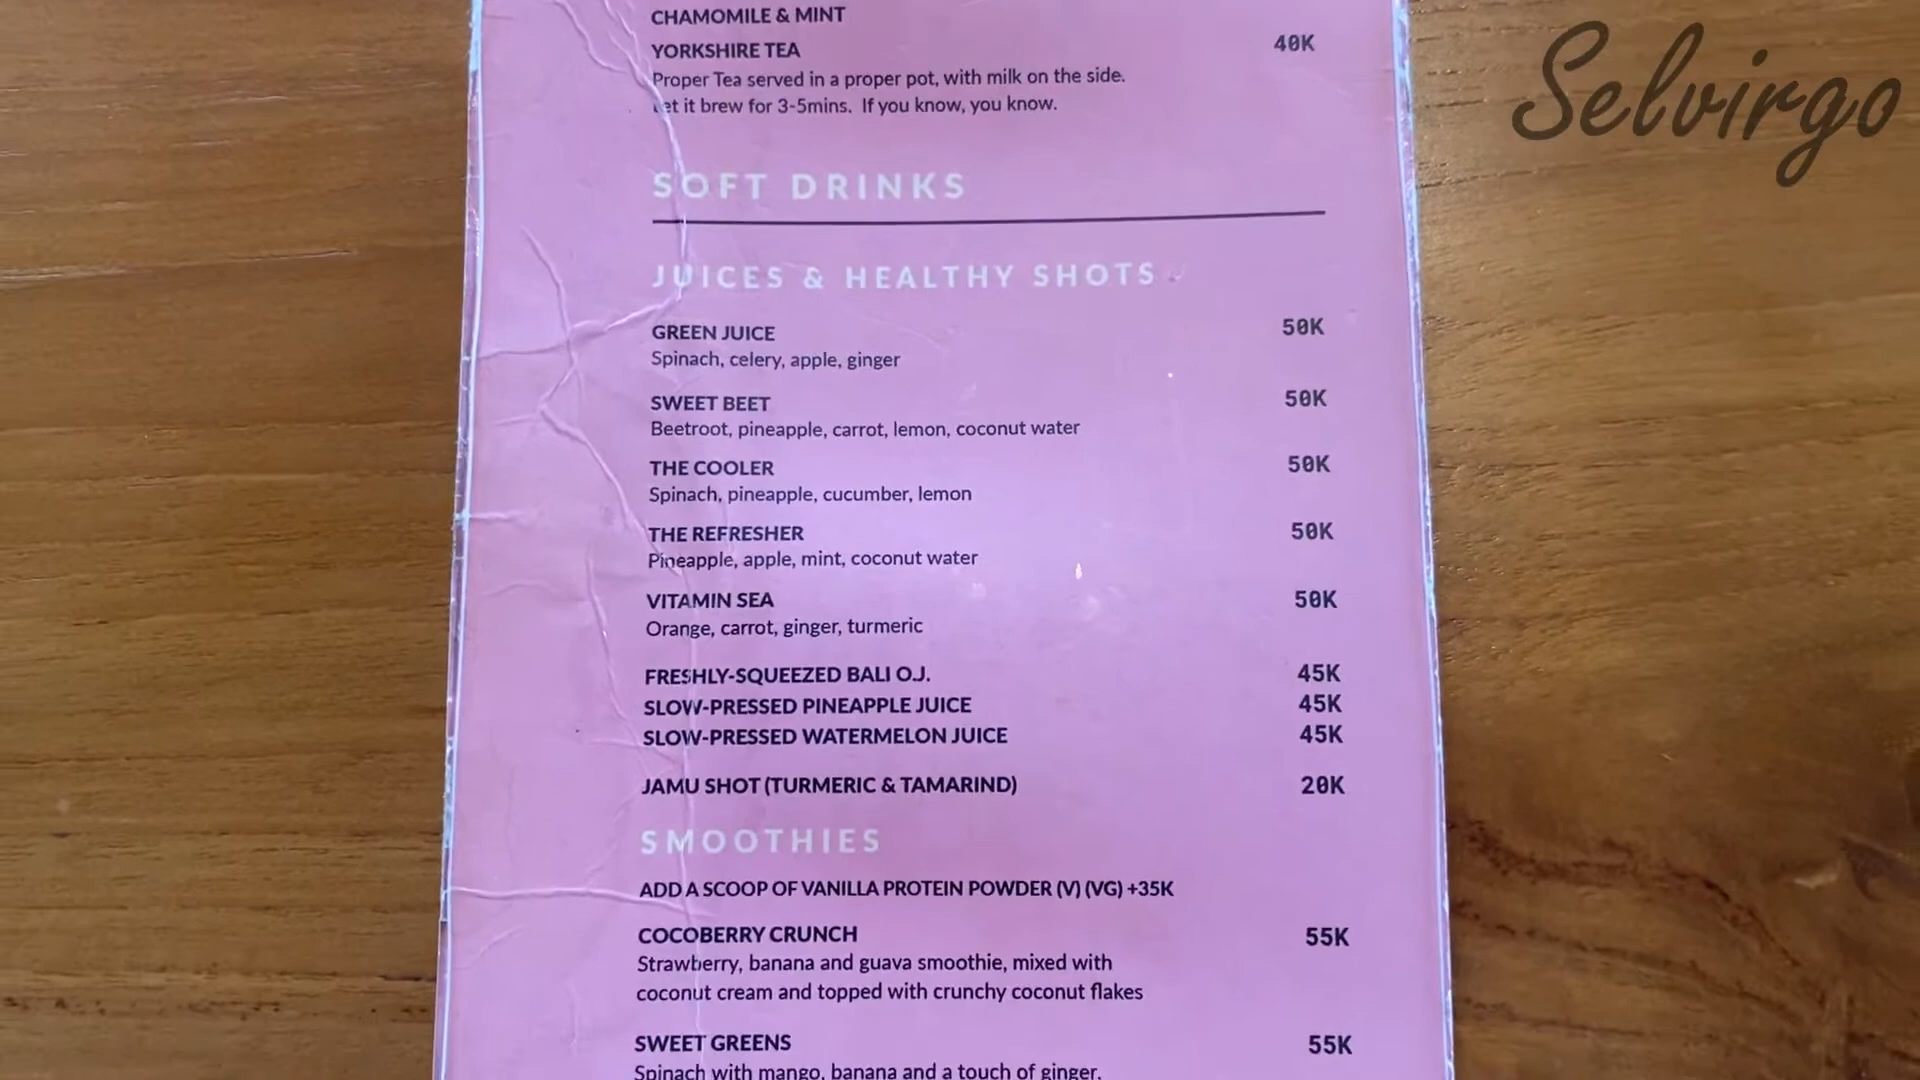 CHAMOMILE & MINT
YORKSHIRE TEA 40K
Proper Tea served in a proper pot, with milk on the side.
Let it brew for 3-5mins. If you know, you know.
SOFT DRINKS
JUICES & HEALTHY SHOTS
GREEN JUICE 50K
Spinach, celery, apple, ginger
SWEET BEET 50K
Beetroot, pineapple, carrot, lemon, coconut water
THE COOLER 50K
Spinach, pineapple, cucumber, lemon
THE REFRESHER 50K
Pineapple, apple, mint, coconut water
VITAMIN SEA 50K
Orange, carrot, ginger, turmeric
FRESHLY-SQUEEZED BALI O.J. 45K
SLOW-PRESSED PINEAPPLE JUICE 45K
SLOW-PRESSED WATERMELON JUICE 45K
JAMU SHOT (TURMERIC & TAMARIND) 20K
SMOOTHIES
ADD A SCOOP OF VANILLA PROTEIN POWDER (V) (VG) +35K
COCOBERRY CRUNCH 55K
Strawberry, banana and guava smoothie, mixed with
coconut cream and topped with crunchy coconut flakes
SWEET GREENS 55K
Spinach with mango, banana and a touch of ginger,
Selvirgo